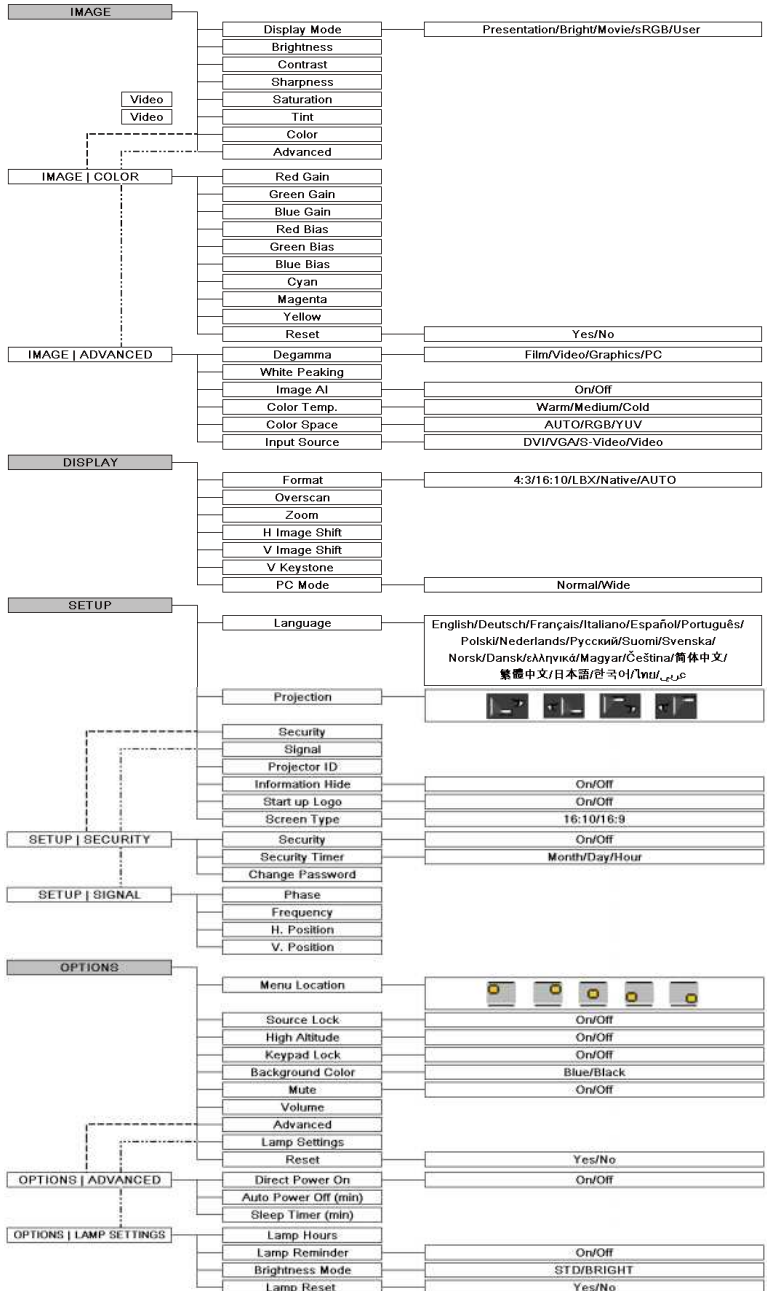 IMAGE
Display Mode Presentation/Bright/Movie/sRGB/User
Brightness
Contrast
Sharpness
Video Saturation
Video Tint
Color
Advanced
IMAGE | COLOR Red Gain
Green Gain
Blue Gain
Red Bias
Green Bias
Blue Bias
Cyan
Magenta
Yellow
Reset Yes/No
IMAGE | ADVANCED Degamma Film/Video/Graphics/PC
White Peaking
Image AI On/Off
Color Temp. Warm/Medium/Cold
Color Space AUTO/RGB/YUV
Input Source DVI/VGA/S-Video/Video
DISPLAY
Format 4:3/16:10/LBX/Native/AUTO
Overscan
Zoom
H Image Shift
V Image Shift
V Keystone
PC Mode Normal/Wide
SETUP
Language English/Deutsch/Français/Italiano/Español/Português/
Polski/Nederlands/Русский/Suomi/Svenska/
Norsk/Dansk/ελληνικά/Magyar/Čeština/简体中文/
繁體中文/日本語/한국어/ไทย/عربي
Projection
Security
Signal
Projector ID
Information Hide On/Off
Start up Logo On/Off
Screen Type 16:10/16:9
SETUP | SECURITY Security On/Off
Security Timer Month/Day/Hour
Change Password
SETUP | SIGNAL Phase
Frequency
H. Position
V. Position
OPTIONS
Menu Location
Source Lock On/Off
High Altitude On/Off
Keypad Lock On/Off
Background Color Blue/Black
Mute On/Off
Volume
Advanced
Lamp Settings
Reset Yes/No
OPTIONS | ADVANCED Direct Power On On/Off
Auto Power Off (min)
Sleep Timer (min)
OPTIONS | LAMP SETTINGS Lamp Hours
Lamp Reminder On/Off
Brightness Mode STD/BRIGHT
Lamp Reset Yes/No